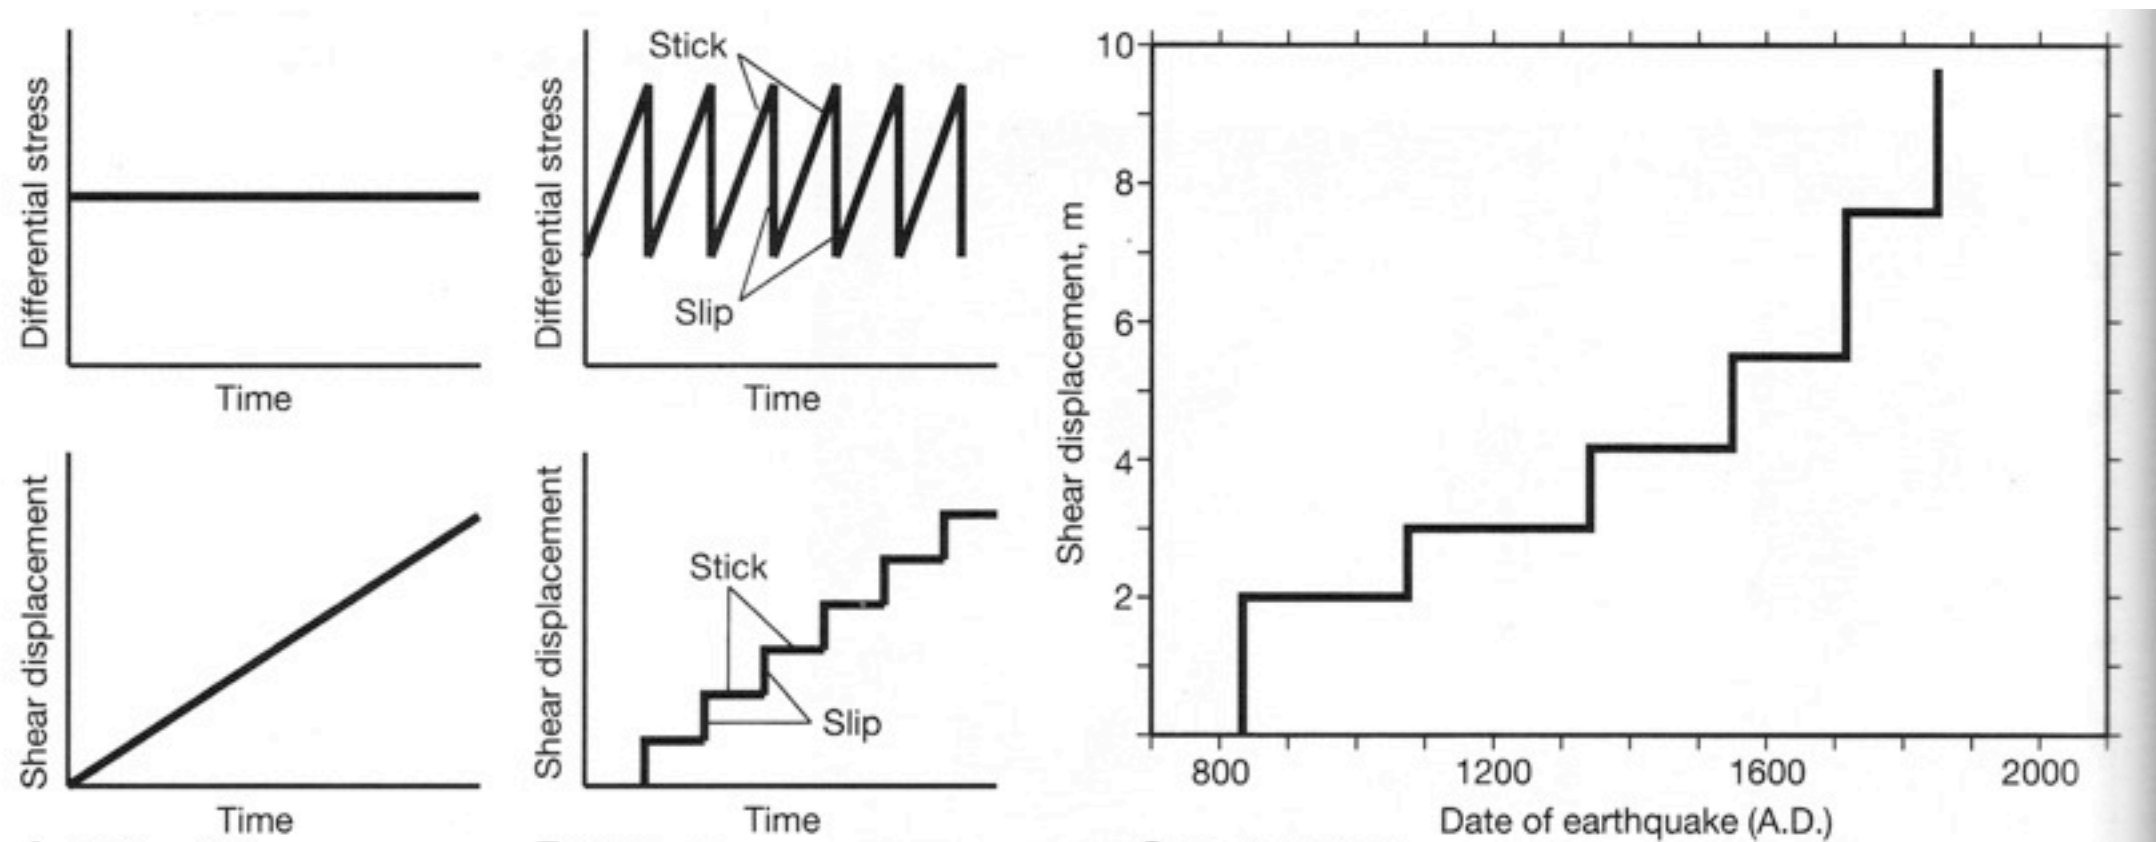 Differential stress
Time
Differential stress
Stick
Slip
Time
Shear displacement
Time
Shear displacement
Stick
Slip
Time
Shear displacement, m
10
8
6
4
2
800
1200
1600
2000
Date of earthquake (A.D.)